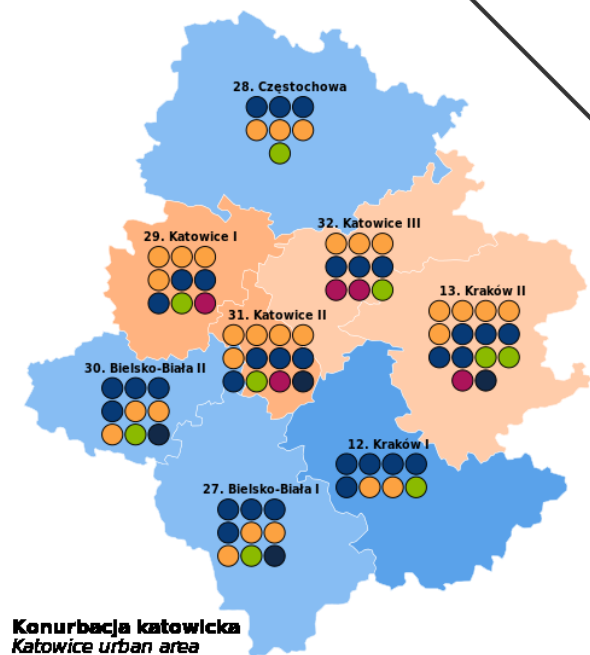 28. Częstochowa
32. Katowice III
29. Katowice I
13. Kraków II
31. Katowice II
30. Bielsko-Biała II
12. Kraków I
27. Bielsko-Biała I
Konurbacja katowicka
Katowice urban area